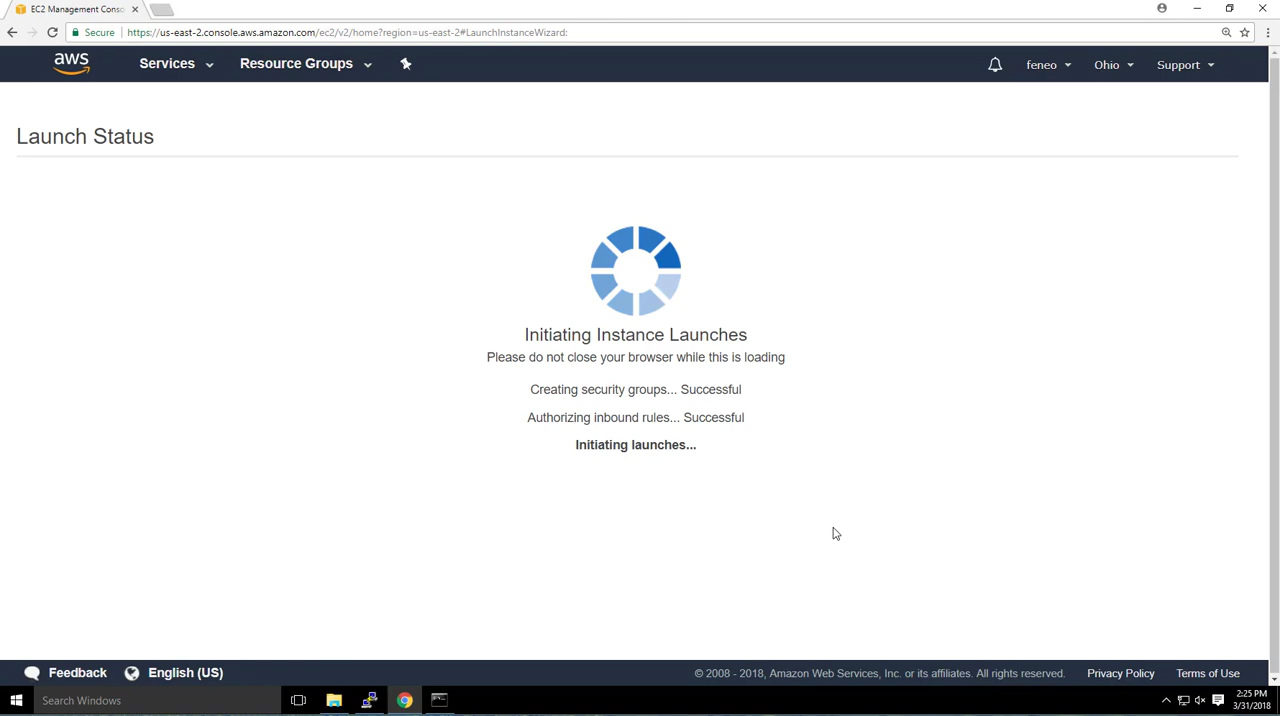 EC2 Management Conso
Secure https://us-east-2.console.aws.amazon.com/ec2/v2/home?region=us-east-2#LaunchInstanceWizard:
aws Services Resource Groups feneo Ohio Support
Launch Status
Initiating Instance Launches
Please do not close your browser while this is loading
Creating security groups... Successful
Authorizing inbound rules... Successful
Initiating launches...
Feedback English (US) © 2008 - 2018, Amazon Web Services, Inc. or its affiliates. All rights reserved. Privacy Policy Terms of Use
Search Windows
2:25 PM
3/31/2018